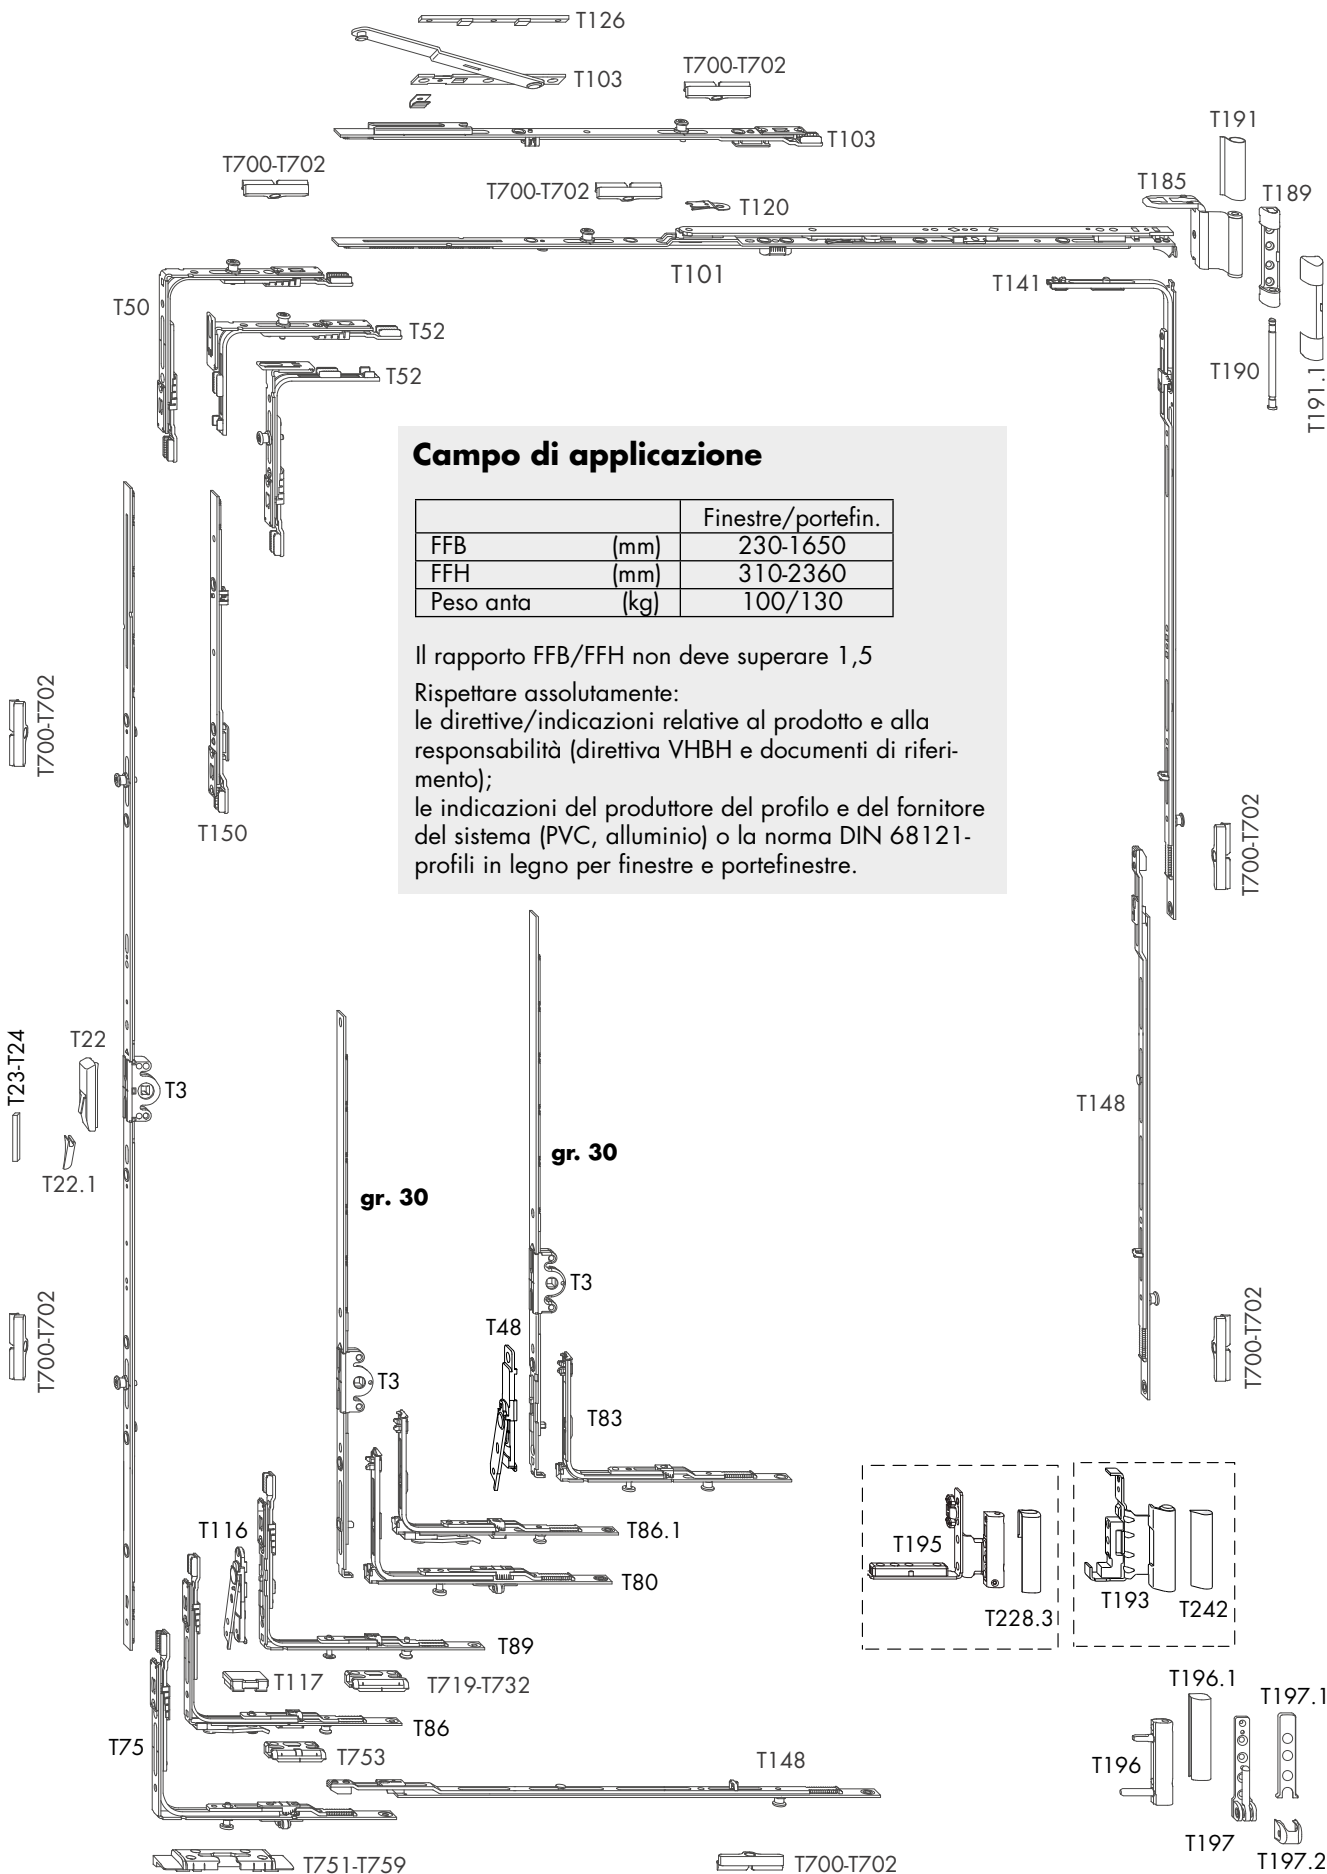 T126
T103
T700-T702
T103
T191
T700-T702
T700-T702
T120
T185
T189
T101
T141
T50
T52
T52
T190
T191.1
Campo di applicazione
Finestre/portefin.
FFB (mm) 230-1650
FFH (mm) 310-2360
Peso anta (kg) 100/130
Il rapporto FFB/FFH non deve superare 1,5
Rispettare assolutamente:
le direttive/indicazioni relative al prodotto e alla
responsabilità (direttiva VHBH e documenti di riferi-
mento);
le indicazioni del produttore del profilo e del fornitore
del sistema (PVC, alluminio) o la norma DIN 68121-
profili in legno per finestre e portefinestre.
T700-T702
T150
T700-T702
T23-T24
T22
T3
T22.1
T148
gr. 30
gr. 30
T3
T700-T702
T48
T700-T702
T3
T83
T116
T86.1
T195
T80
T193
T242
T228.3
T89
T117
T719-T732
T196.1
T197.1
T86
T75
T753
T148
T196
T197
T751-T759
T700-T702
T197.2